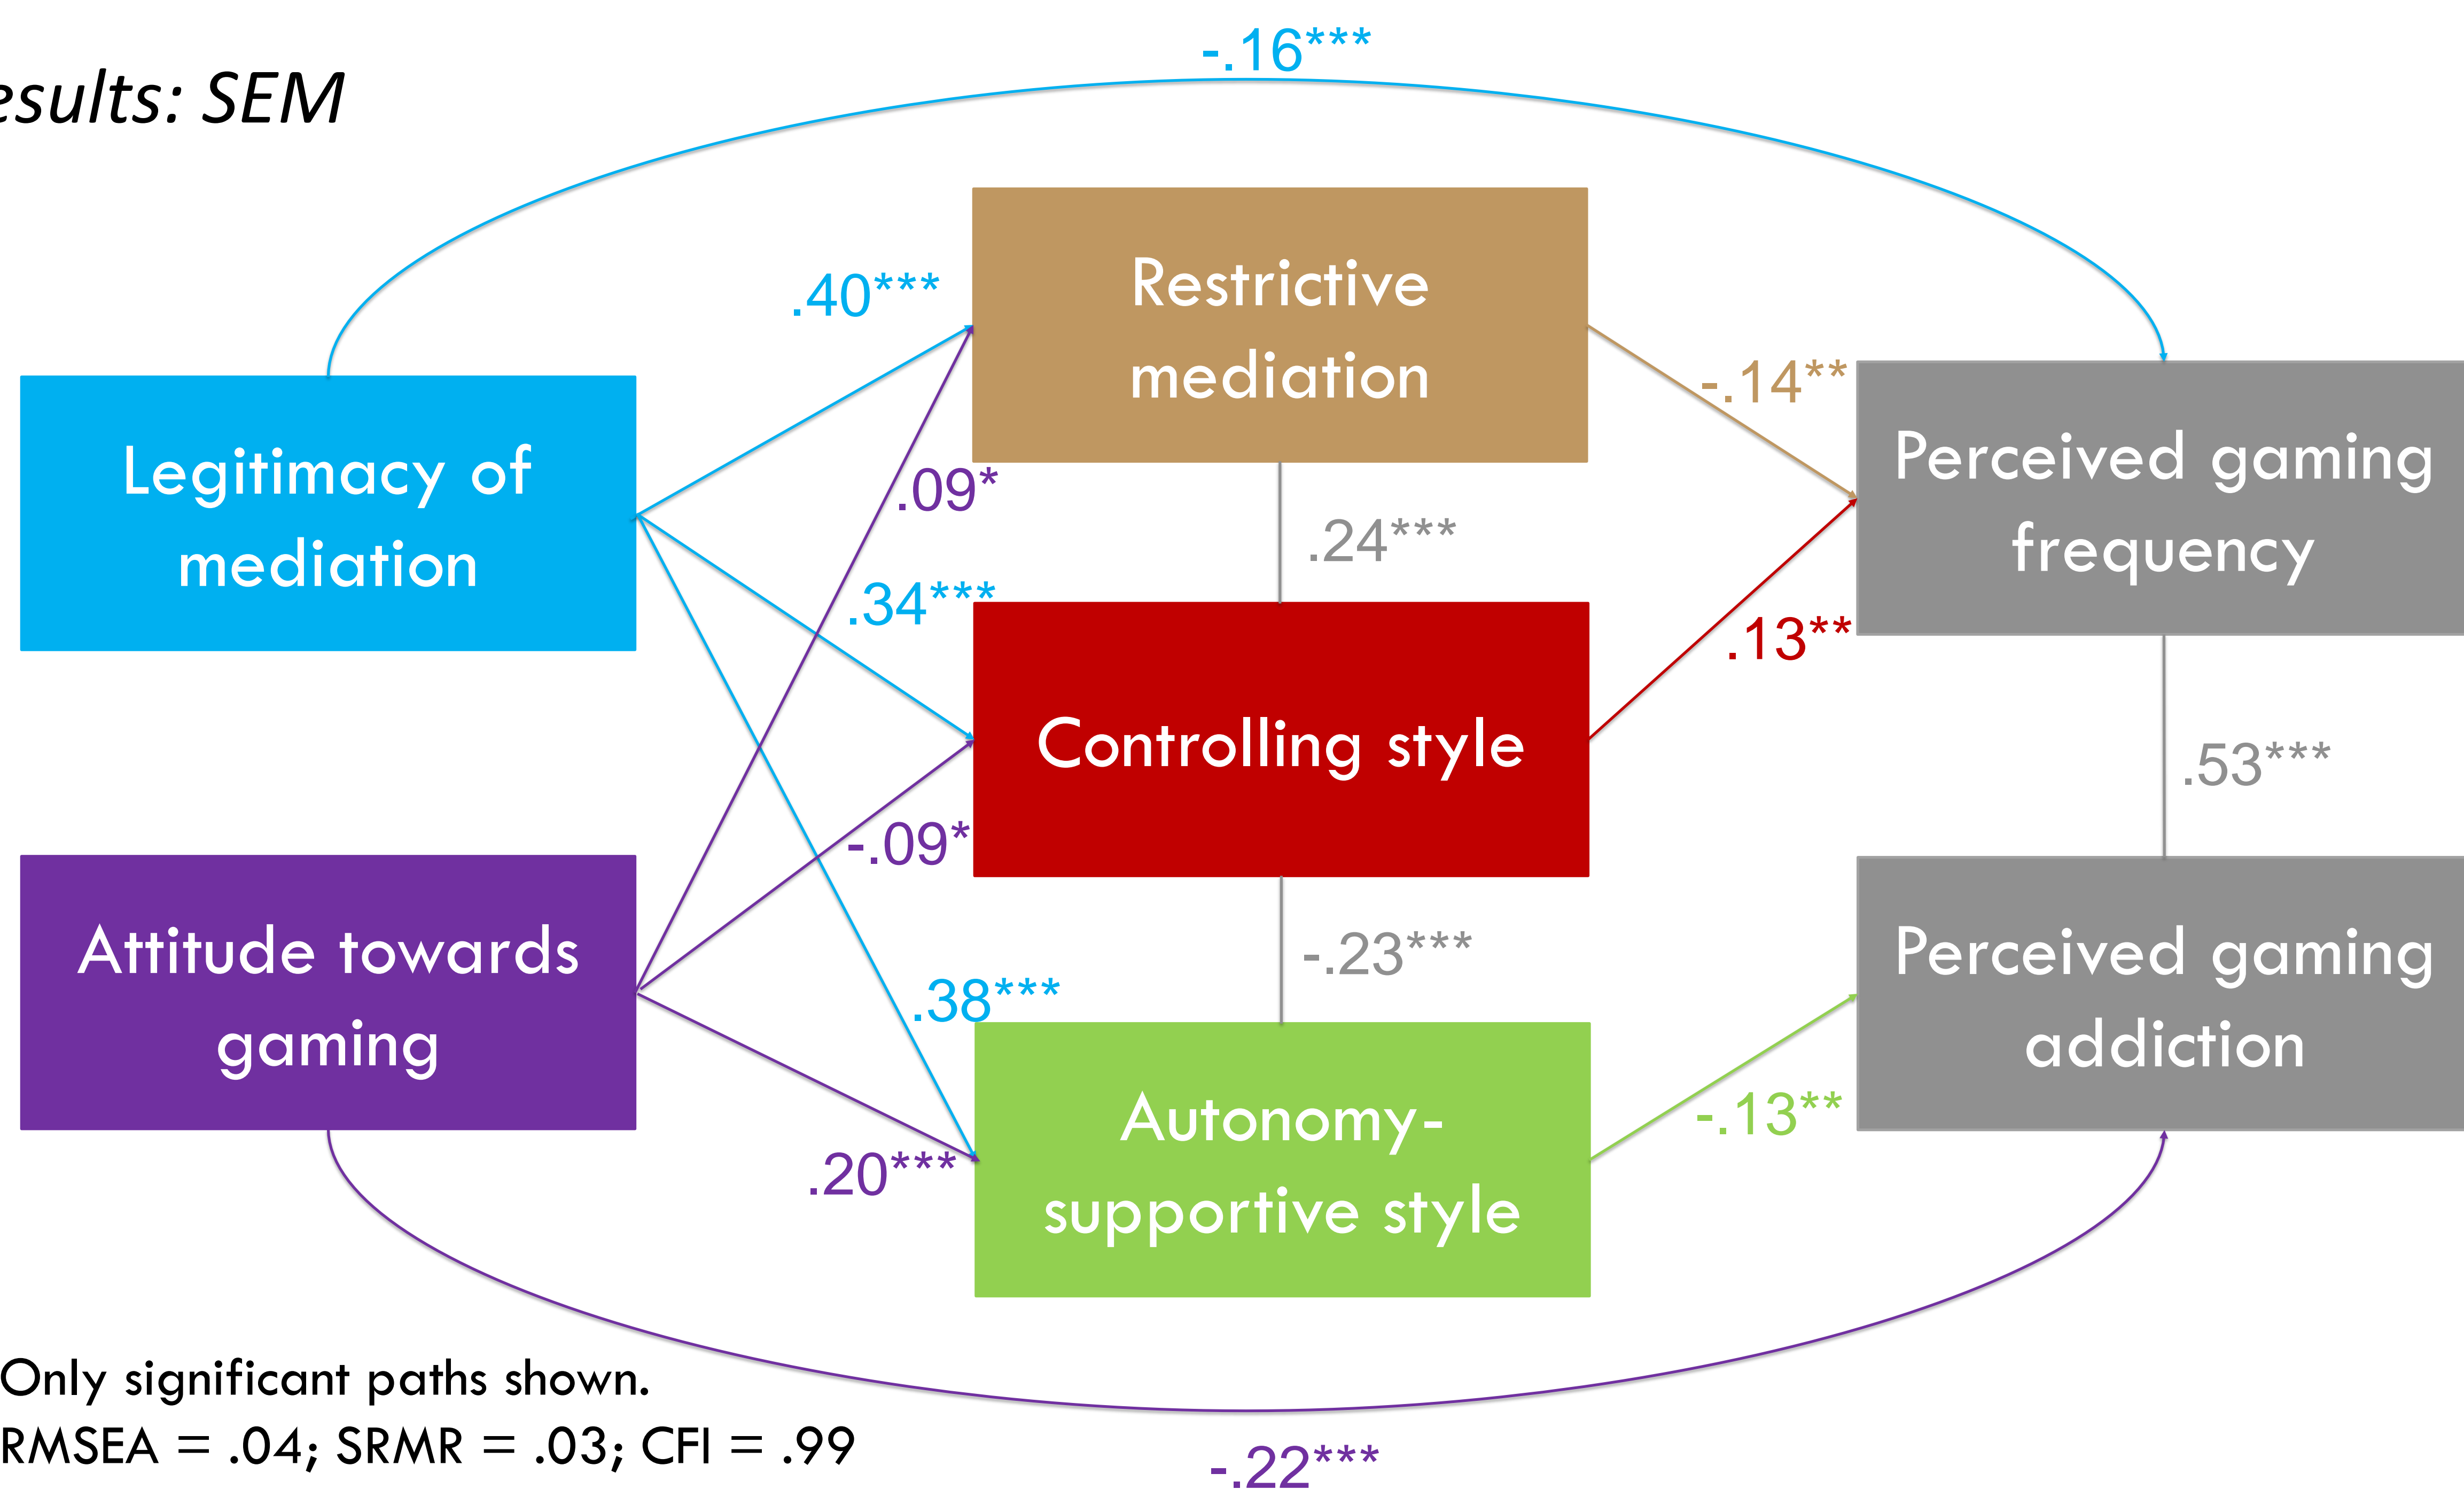 -.16***
esults: SEM
Restrictive
mediation
.40***
-.14**
Legitimacy of
mediation
Perceived gaming
frequency
.09*
.24***
.34***
.13**
Controlling style
.53***
-.09*
Attitude towards
gaming
-.23***
Perceived gaming
addiction
.38***
Autonomy-
supportive style
-.13**
.20***
Only significant paths shown.
RMSEA = .04; SRMR = .03; CFI = .99
-.22***